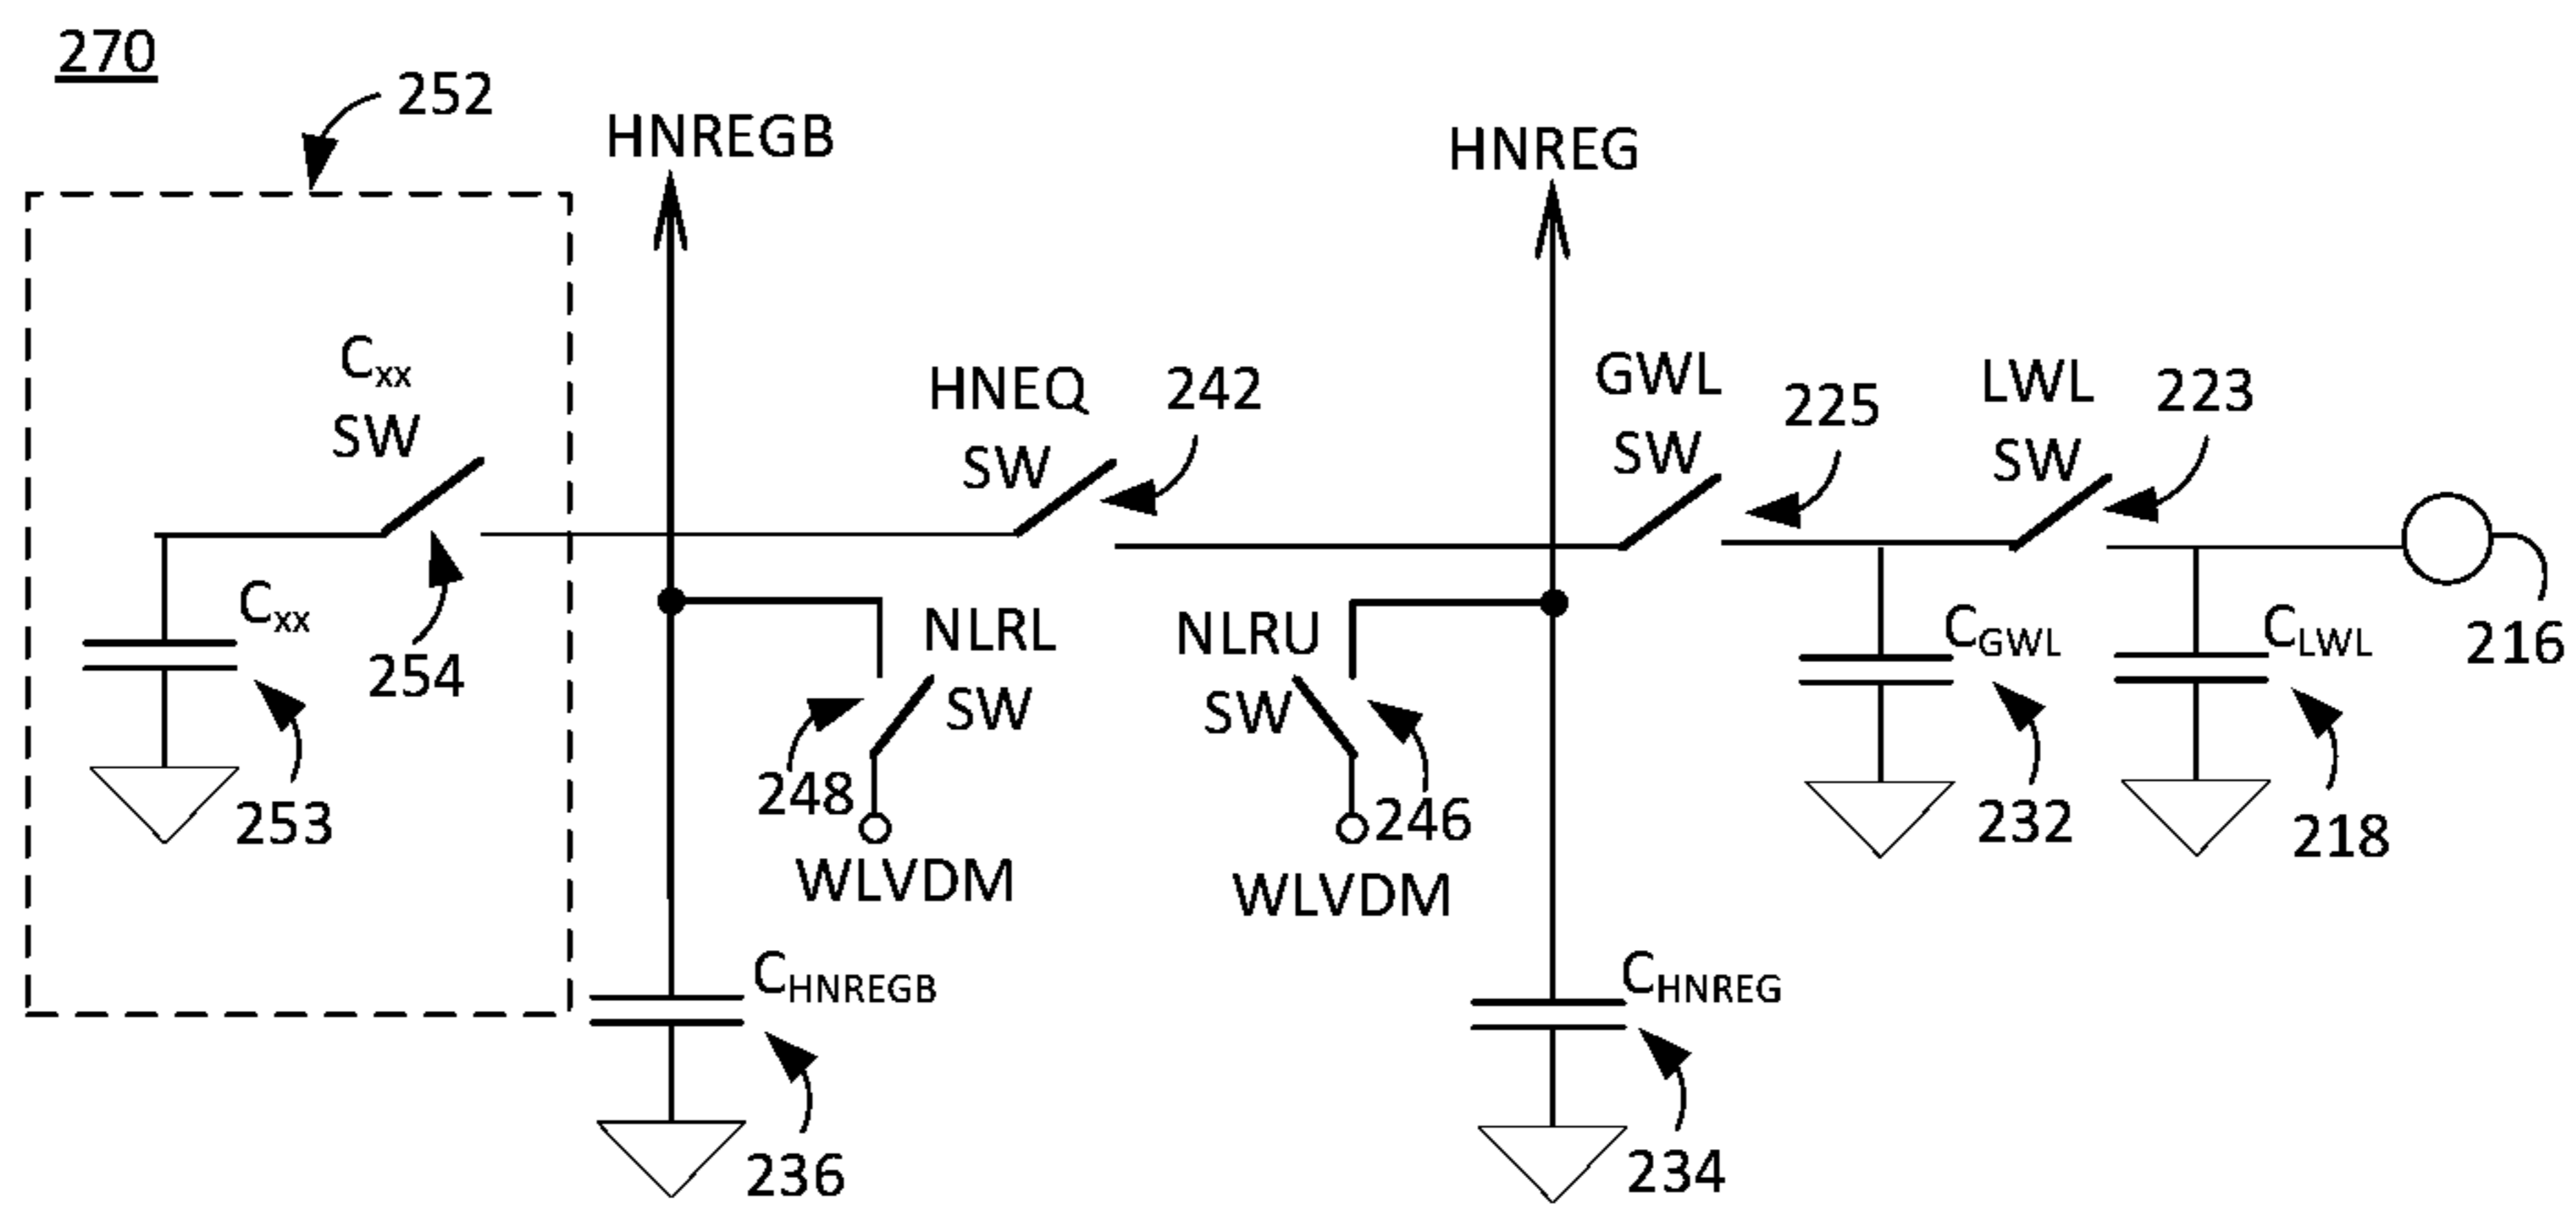 270
252
HNREGB
HNREG
Cxx
SW
HNEQ
SW
242
GWL
SW
225
LWL
SW
223
Cxx
254
253
NLRL
SW
248
WLVDM
NLRU
SW
246
WLVDM
CGWL
232
CLWL
218
216
CHNREGB
236
CHNREG
234